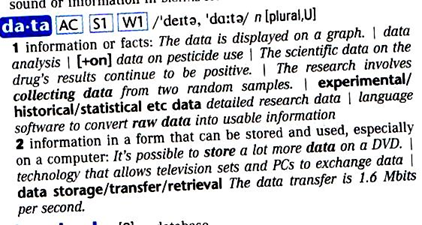 sound or information in
da‧ta AC S1 W1 /ˈdeɪtə, ˈdɑːtə/ n [plural,U]
1 information or facts: The data is displayed on a graph. | data
analysis | [+on] data on pesticide use | The scientific data on the
drug's results continue to be positive. | The research involves
collecting data from two random samples. | experimental/
historical/statistical etc data detailed research data | language
software to convert raw data into usable information
2 information in a form that can be stored and used, especially
on a computer: It's possible to store a lot more data on a DVD. |
technology that allows television sets and PCs to exchange data |
data storage/transfer/retrieval The data transfer is 1.6 Mbits
per second.